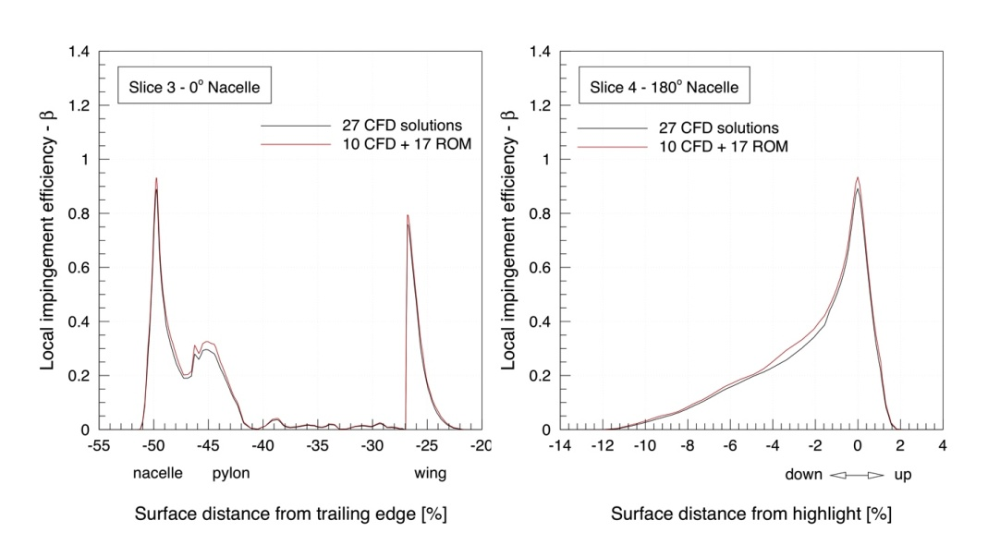 Slice 3 - 0° Nacelle
27 CFD solutions
10 CFD + 17 ROM
Local impingement efficiency - β
1.4
1.2
1
0.8
0.6
0.4
0.2
0
-55 -50 -45 -40 -35 -30 -25 -20
nacelle pylon wing
Surface distance from trailing edge [%]
Slice 4 - 180° Nacelle
27 CFD solutions
10 CFD + 17 ROM
Local impingement efficiency - β
1.4
1.2
1
0.8
0.6
0.4
0.2
0
-14 -12 -10 -8 -6 -4 -2 0 2 4
down up
Surface distance from highlight [%]